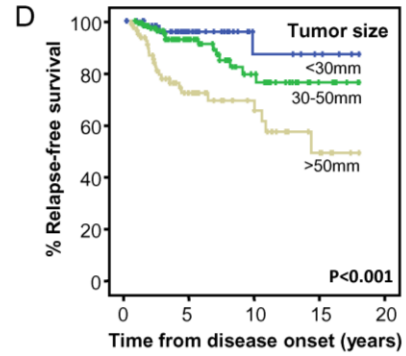 D
Tumor size
<30mm
30-50mm
>50mm
P<0.001
% Relapse-free survival
100
80
60
40
20
0
0 5 10 15 20
Time from disease onset (years)